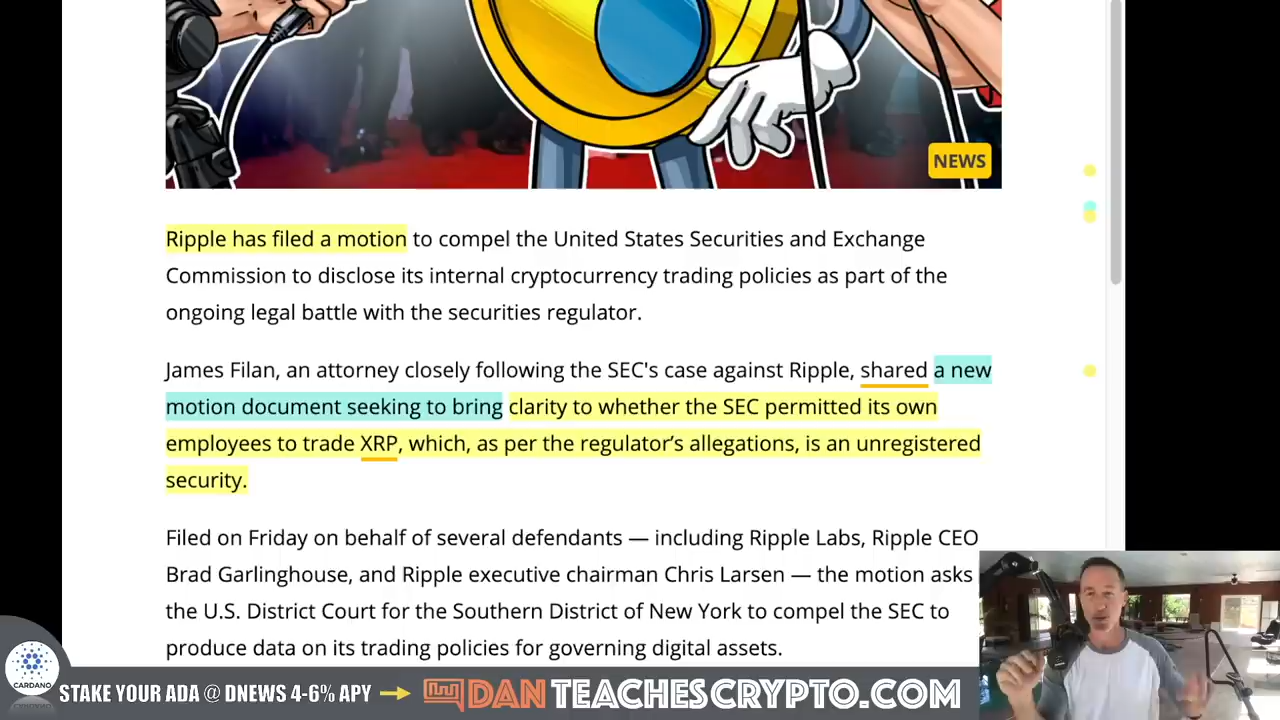 NEWS
Ripple has filed a motion to compel the United States Securities and Exchange
Commission to disclose its internal cryptocurrency trading policies as part of the
ongoing legal battle with the securities regulator.
James Filan, an attorney closely following the SEC's case against Ripple, shared a new
motion document seeking to bring clarity to whether the SEC permitted its own
employees to trade XRP, which, as per the regulator’s allegations, is an unregistered
security.
Filed on Friday on behalf of several defendants — including Ripple Labs, Ripple CEO
Brad Garlinghouse, and Ripple executive chairman Chris Larsen — the motion asks
the U.S. District Court for the Southern District of New York to compel the SEC to
produce data on its trading policies for governing digital assets.
CARDANO
STAKE YOUR ADA @ DNEWS 4-6% APY
DANTEACHESCRYPTO.COM